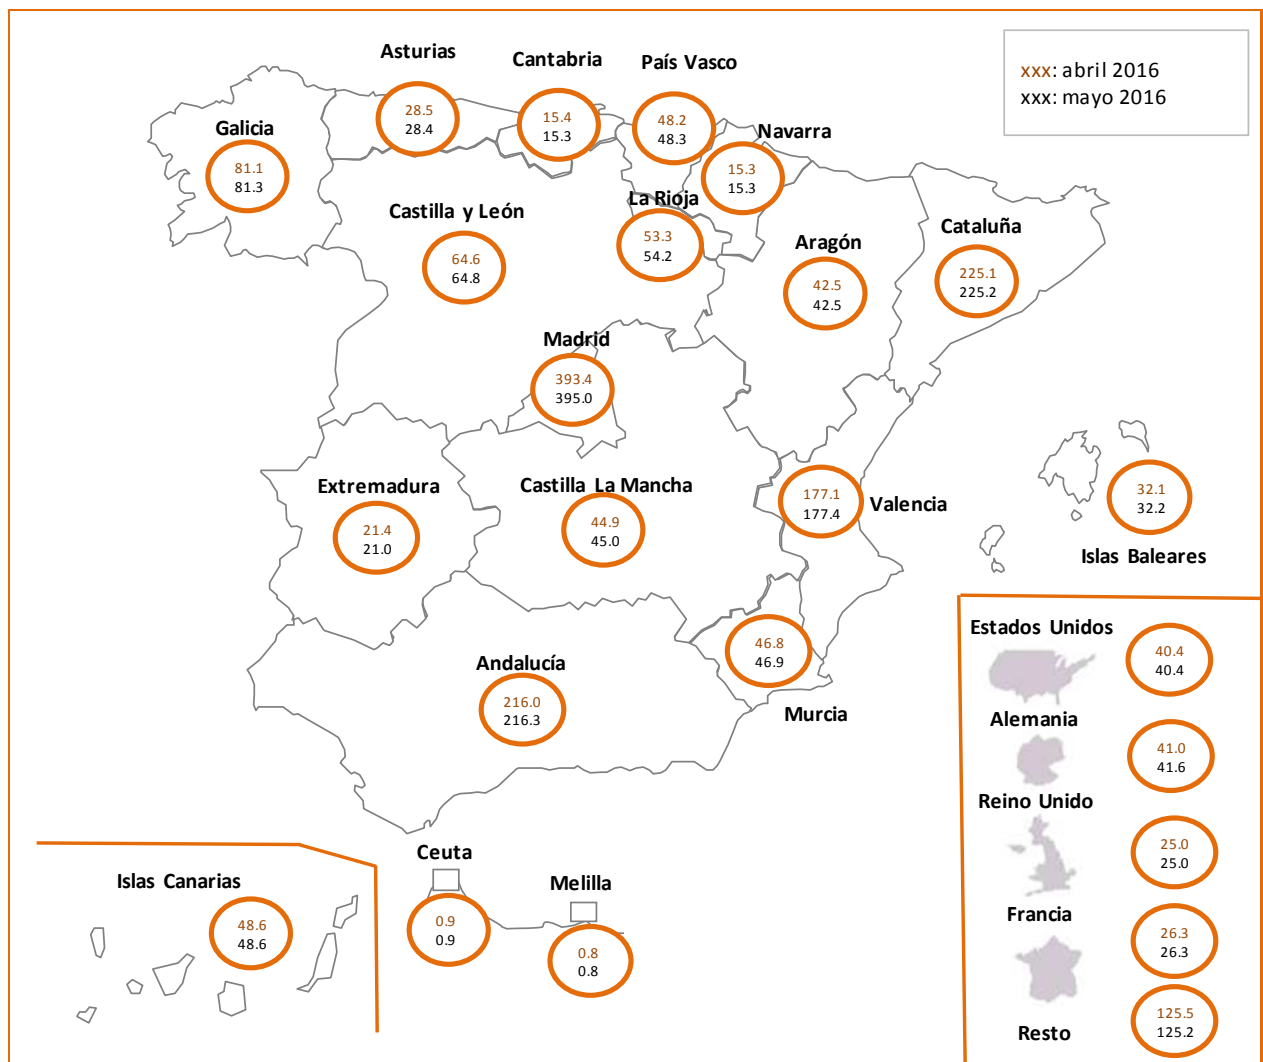 xxx: abril 2016
xxx: mayo 2016
Asturias
28.5
28.4
Cantabria
15.4
15.3
País Vasco
48.2
48.3
Navarra
15.3
15.3
Galicia
81.1
81.3
Castilla y León
64.6
64.8
La Rioja
53.3
54.2
Aragón
42.5
42.5
Cataluña
225.1
225.2
Madrid
393.4
395.0
Extremadura
21.4
21.0
Castilla La Mancha
44.9
45.0
177.1
177.4
Valencia
32.1
32.2
Islas Baleares
Andalucía
216.0
216.3
46.8
46.9
Murcia
Estados Unidos
40.4
40.4
Alemania
41.0
41.6
Reino Unido
25.0
25.0
Francia
26.3
26.3
Resto
125.5
125.2
Islas Canarias
48.6
48.6
Ceuta
0.9
0.9
Melilla
0.8
0.8